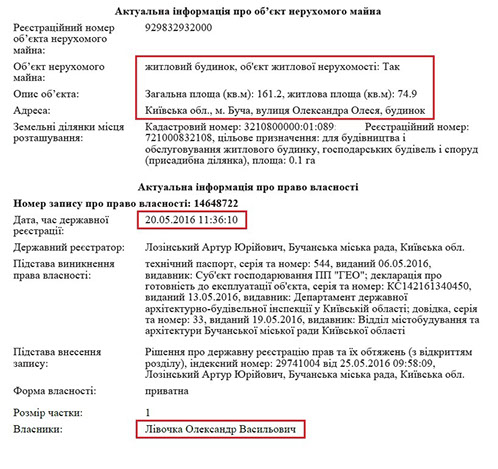 Актуальна інформація про об’єкт нерухомого майна
Реєстраційний номер об’єкта нерухомого майна: 929832932000
Об’єкт нерухомого майна: житловий будинок, об'єкт житлової нерухомості: Так
Опис об’єкта: Загальна площа (кв.м): 161.2, житлова площа (кв.м): 74.9
Адреса: Київська обл., м. Буча, вулиця Олександра Олеся, будинок
Земельні ділянки місця розташування: Кадастровий номер: 3210800000:01:089 Реєстраційний номер:
721000832108, цільове призначення: для будівництва і
обслуговування житлового будинку, господарських будівель і споруд
(присадибна ділянка), площа: 0.1 га
Актуальна інформація про право власності
Номер запису про право власності: 14648722
Дата, час державної реєстрації: 20.05.2016 11:36:10
Державний реєстратор: Лозінський Артур Юрійович, Бучанська міська рада, Київська обл.
Підстава виникнення права власності: технічний паспорт, серія та номер: 544, виданий 06.05.2016,
видавник: Суб'єкт господарювання ПП "ГЕО"; декларація про
готовність до експлуатації об'єкта, серія та номер: КС142161340450,
виданий 13.05.2016, видавник: Департамент державної
архітектурно-будівельної інспекції у Київській області; довідка, серія
та номер: 33, виданий 19.05.2016, видавник: Відділ містобудування та
архітектури Бучанської міської ради Київської області
Підстава внесення запису: Рішення про державну реєстрацію прав та їх обтяжень (з відкриттям
розділу), індексний номер: 29741004 від 25.05.2016 09:58:09,
Лозінський Артур Юрійович, Бучанська міська рада, Київська обл.
Форма власності: приватна
Розмір частки: 1
Власники: Лівочка Олександр Васильович